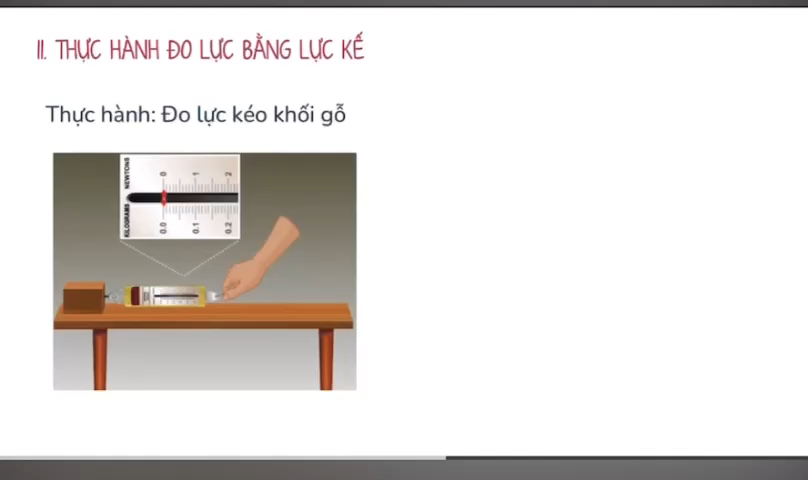 II. THỰC HÀNH ĐO LỰC BẰNG LỰC KẾ
Thực hành: Đo lực kéo khối gỗ
NEWTONS 0 1 2
KILOGRAMS 0.0 0.1 0.2